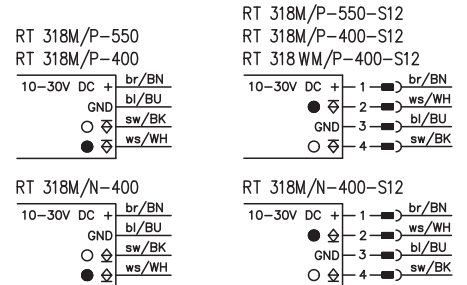 RT 318M/P-550
RT 318M/P-400
10-30V DC +
br/BN
GND
bl/BU
sw/BK
ws/WH
RT 318M/P-550-S12
RT 318M/P-400-S12
RT 318 WM/P-400-S12
10-30V DC +
1
br/BN
2
ws/WH
GND
3
bl/BU
4
sw/BK
RT 318M/N-400
10-30V DC +
br/BN
GND
bl/BU
sw/BK
ws/WH
RT 318M/N-400-S12
10-30V DC +
1
br/BN
2
ws/WH
GND
3
bl/BU
4
sw/BK